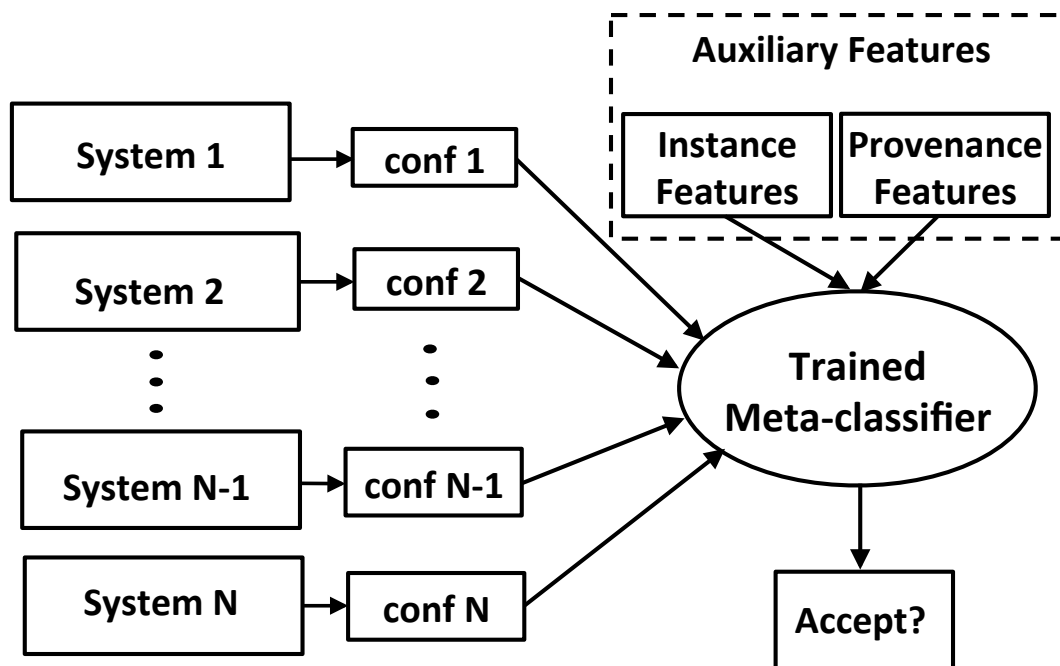 Auxiliary Features
Instance
Features
Provenance
Features
System 1
conf 1
System 2
conf 2
System N-1
conf N-1
System N
conf N
Trained
Meta-classifier
Accept?